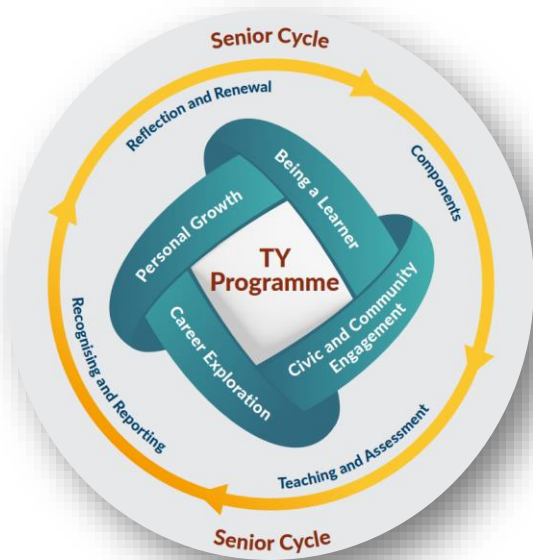 Senior Cycle
Reflection and Renewal
Components
Being a Learner
Personal Growth
TY
Programme
Civic and Community
Engagement
Career Exploration
Recognising and Reporting
Teaching and Assessment
Senior Cycle